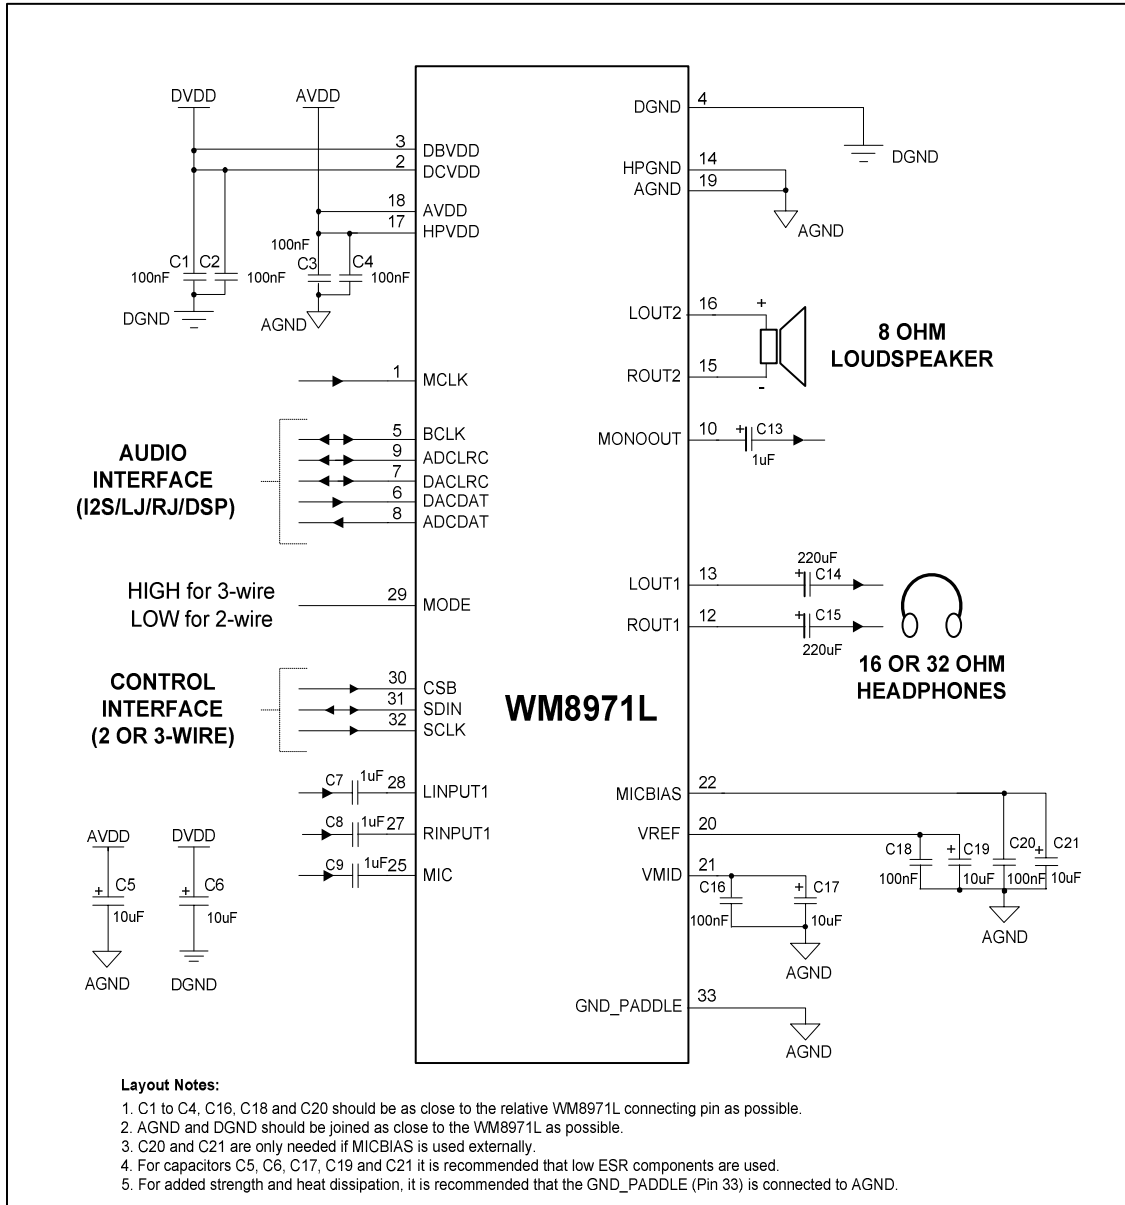 DVDD
AVDD
3
DBVDD
2
DCVDD
18
AVDD
17
HPVDD
100nF
C1
C2
C3
C4
100nF
100nF
100nF
DGND
AGND
1
MCLK
AUDIO
INTERFACE
(I2S/LJ/RJ/DSP)
5
BCLK
9
ADCLRC
7
DACLRC
6
DACDAT
8
ADCDAT
HIGH for 3-wire
LOW for 2-wire
29
MODE
CONTROL
INTERFACE
(2 OR 3-WIRE)
30
CSB
31
SDIN
32
SCLK
C7
1uF
28
LINPUT1
C8
1uF
27
RINPUT1
C9
1uF
25
MIC
AVDD
DVDD
+
C5
+
C6
10uF
10uF
AGND
DGND
WM8971L
DGND
4
DGND
HPGND
14
AGND
19
AGND
LOUT2
16
+
8 OHM
LOUDSPEAKER
ROUT2
15
-
MONOOUT
10
+
C13
1uF
220uF
LOUT1
13
+
C14
ROUT1
12
+
C15
220uF
16 OR 32 OHM
HEADPHONES
MICBIAS
22
VREF
20
C18
+
C19
C20
+
C21
100nF
10uF
100nF
10uF
AGND
VMID
21
C16
+
C17
100nF
10uF
AGND
GND_PADDLE
33
AGND
Layout Notes:
1. C1 to C4, C16, C18 and C20 should be as close to the relative WM8971L connecting pin as possible.
2. AGND and DGND should be joined as close to the WM8971L as possible.
3. C20 and C21 are only needed if MICBIAS is used externally.
4. For capacitors C5, C6, C17, C19 and C21 it is recommended that low ESR components are used.
5. For added strength and heat dissipation, it is recommended that the GND_PADDLE (Pin 33) is connected to AGND.